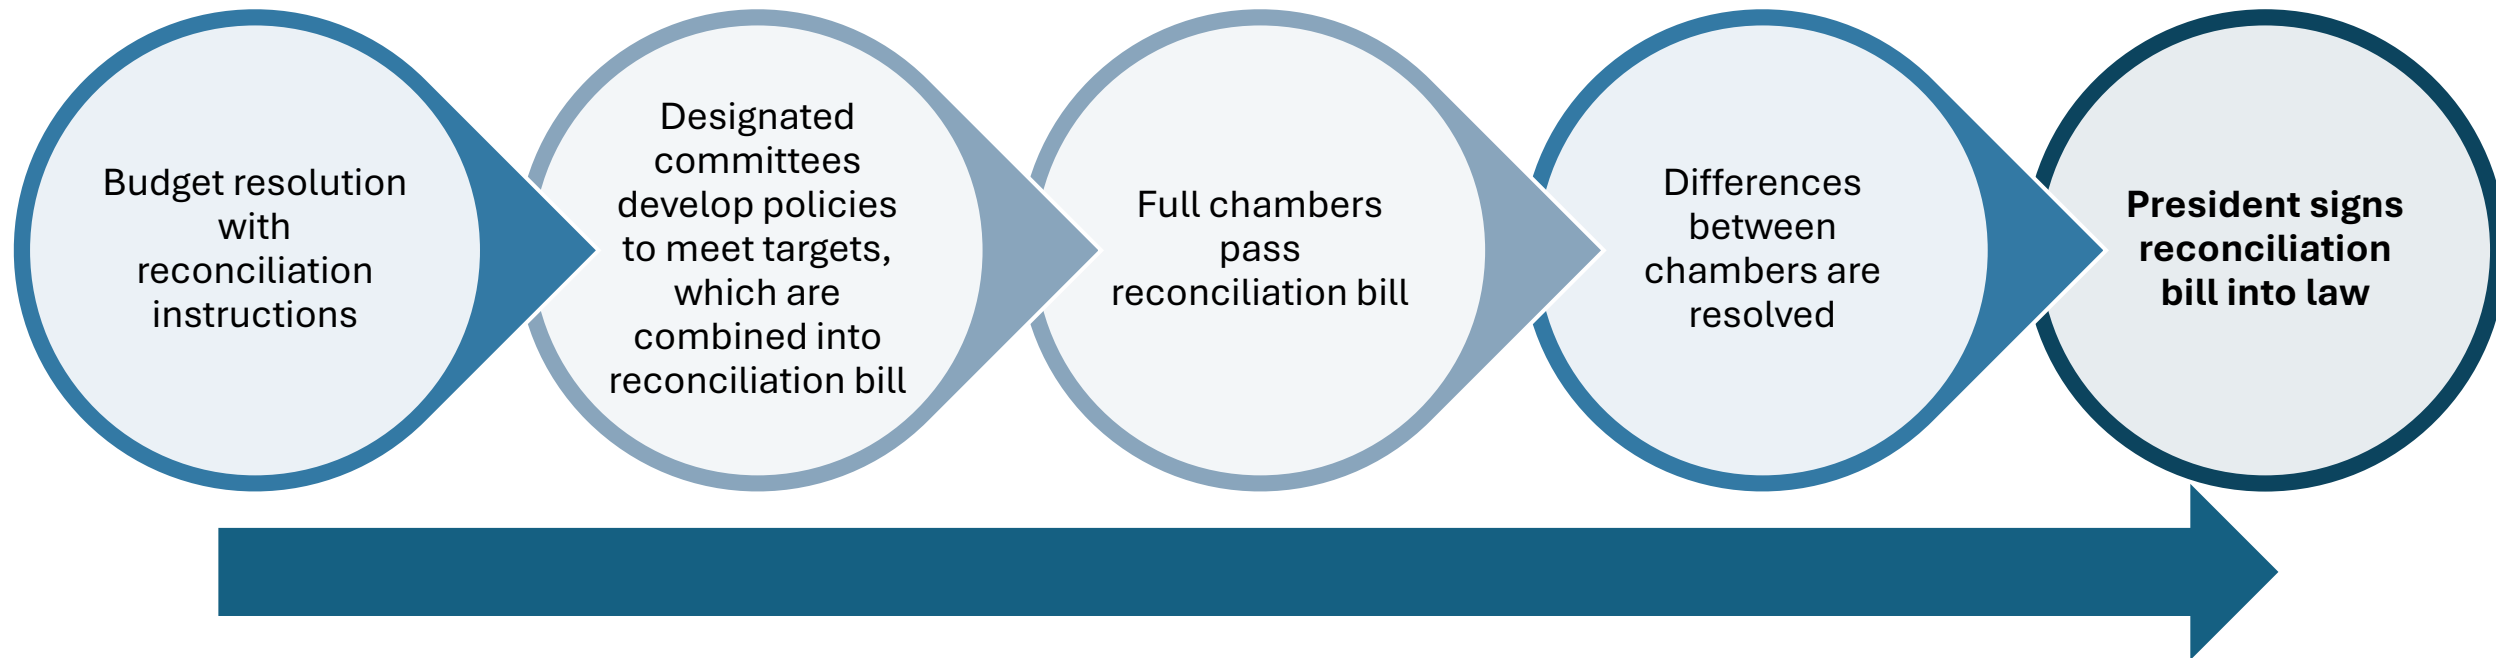 Budget resolution
with
reconciliation
instructions
Designated
committees
develop policies
to meet targets,
which are
combined into
reconciliation bill
Full chambers
pass
reconciliation bill
Differences
between
chambers are
resolved
President signs
reconciliation
bill into law